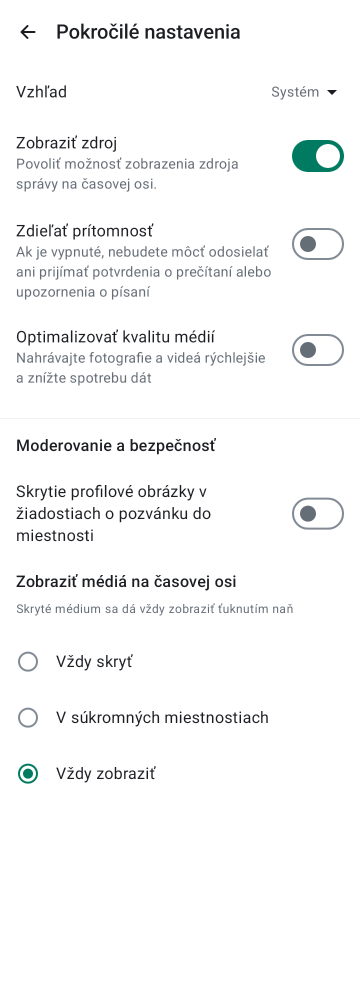 Pokročilé nastavenia
Vzhľad
Systém
Zobraziť zdroj
Povoliť možnosť zobrazenia zdroja
správy na časovej osi.
Zdieľať prítomnosť
Ak je vypnuté, nebudete môcť odosielať
ani prijímať potvrdenia o prečítaní alebo
upozornenia o písaní
Optimalizovať kvalitu médií
Nahrávajte fotografie a videá rýchlejšie
a znížte spotrebu dát
Moderovanie a bezpečnosť
Skrytie profilové obrázky v
žiadostiach o pozvánku do
miestnosti
Zobraziť médiá na časovej osi
Skryté médium sa dá vždy zobraziť ťuknutím naň
Vždy skryť
V súkromných miestnostiach
Vždy zobraziť